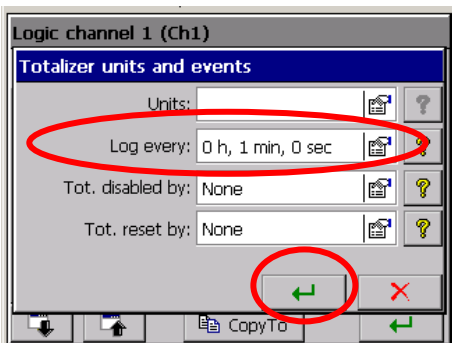 Logic channel 1 (Ch1)
Totalizer units and events
Units:
?
Log every: 0 h, 1 min, 0 sec
?
Tot. disabled by: None
?
Tot. reset by: None
?
CopyTo